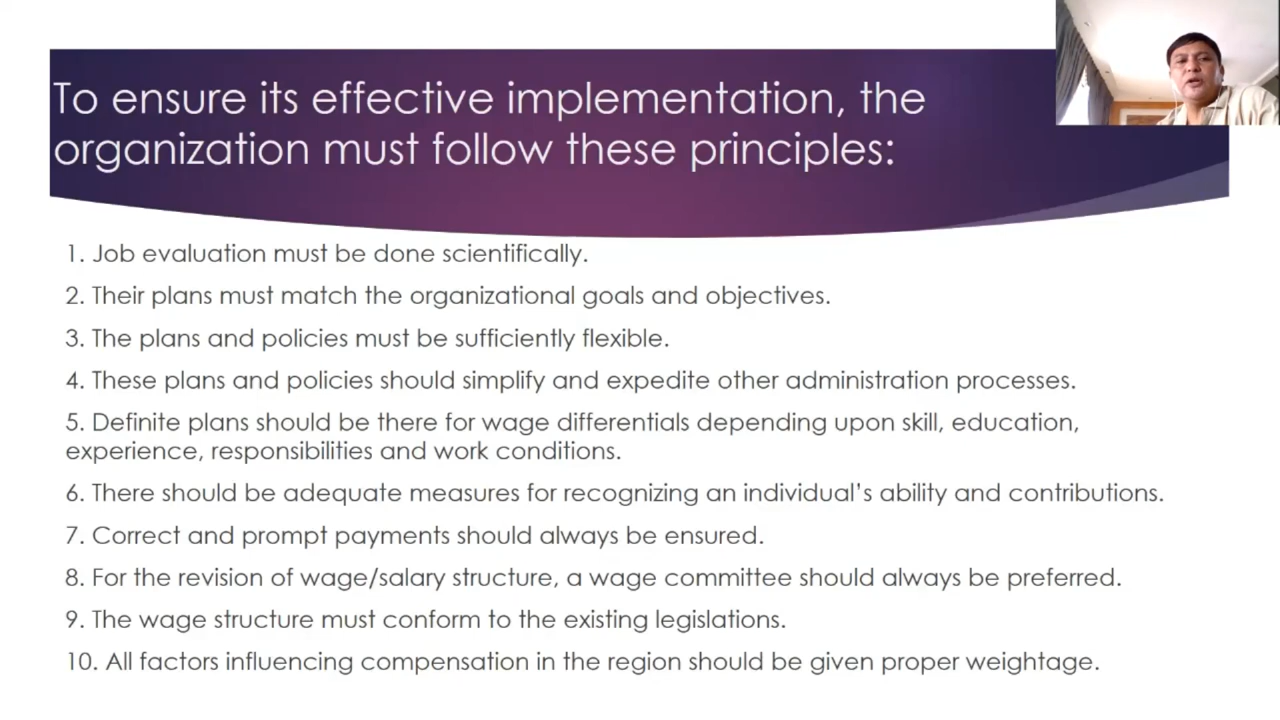 To ensure its effective implementation, the
organization must follow these principles:
1. Job evaluation must be done scientifically.
2. Their plans must match the organizational goals and objectives.
3. The plans and policies must be sufficiently flexible.
4. These plans and policies should simplify and expedite other administration processes.
5. Definite plans should be there for wage differentials depending upon skill, education,
experience, responsibilities and work conditions.
6. There should be adequate measures for recognizing an individual’s ability and contributions.
7. Correct and prompt payments should always be ensured.
8. For the revision of wage/salary structure, a wage committee should always be preferred.
9. The wage structure must conform to the existing legislations.
10. All factors influencing compensation in the region should be given proper weightage.